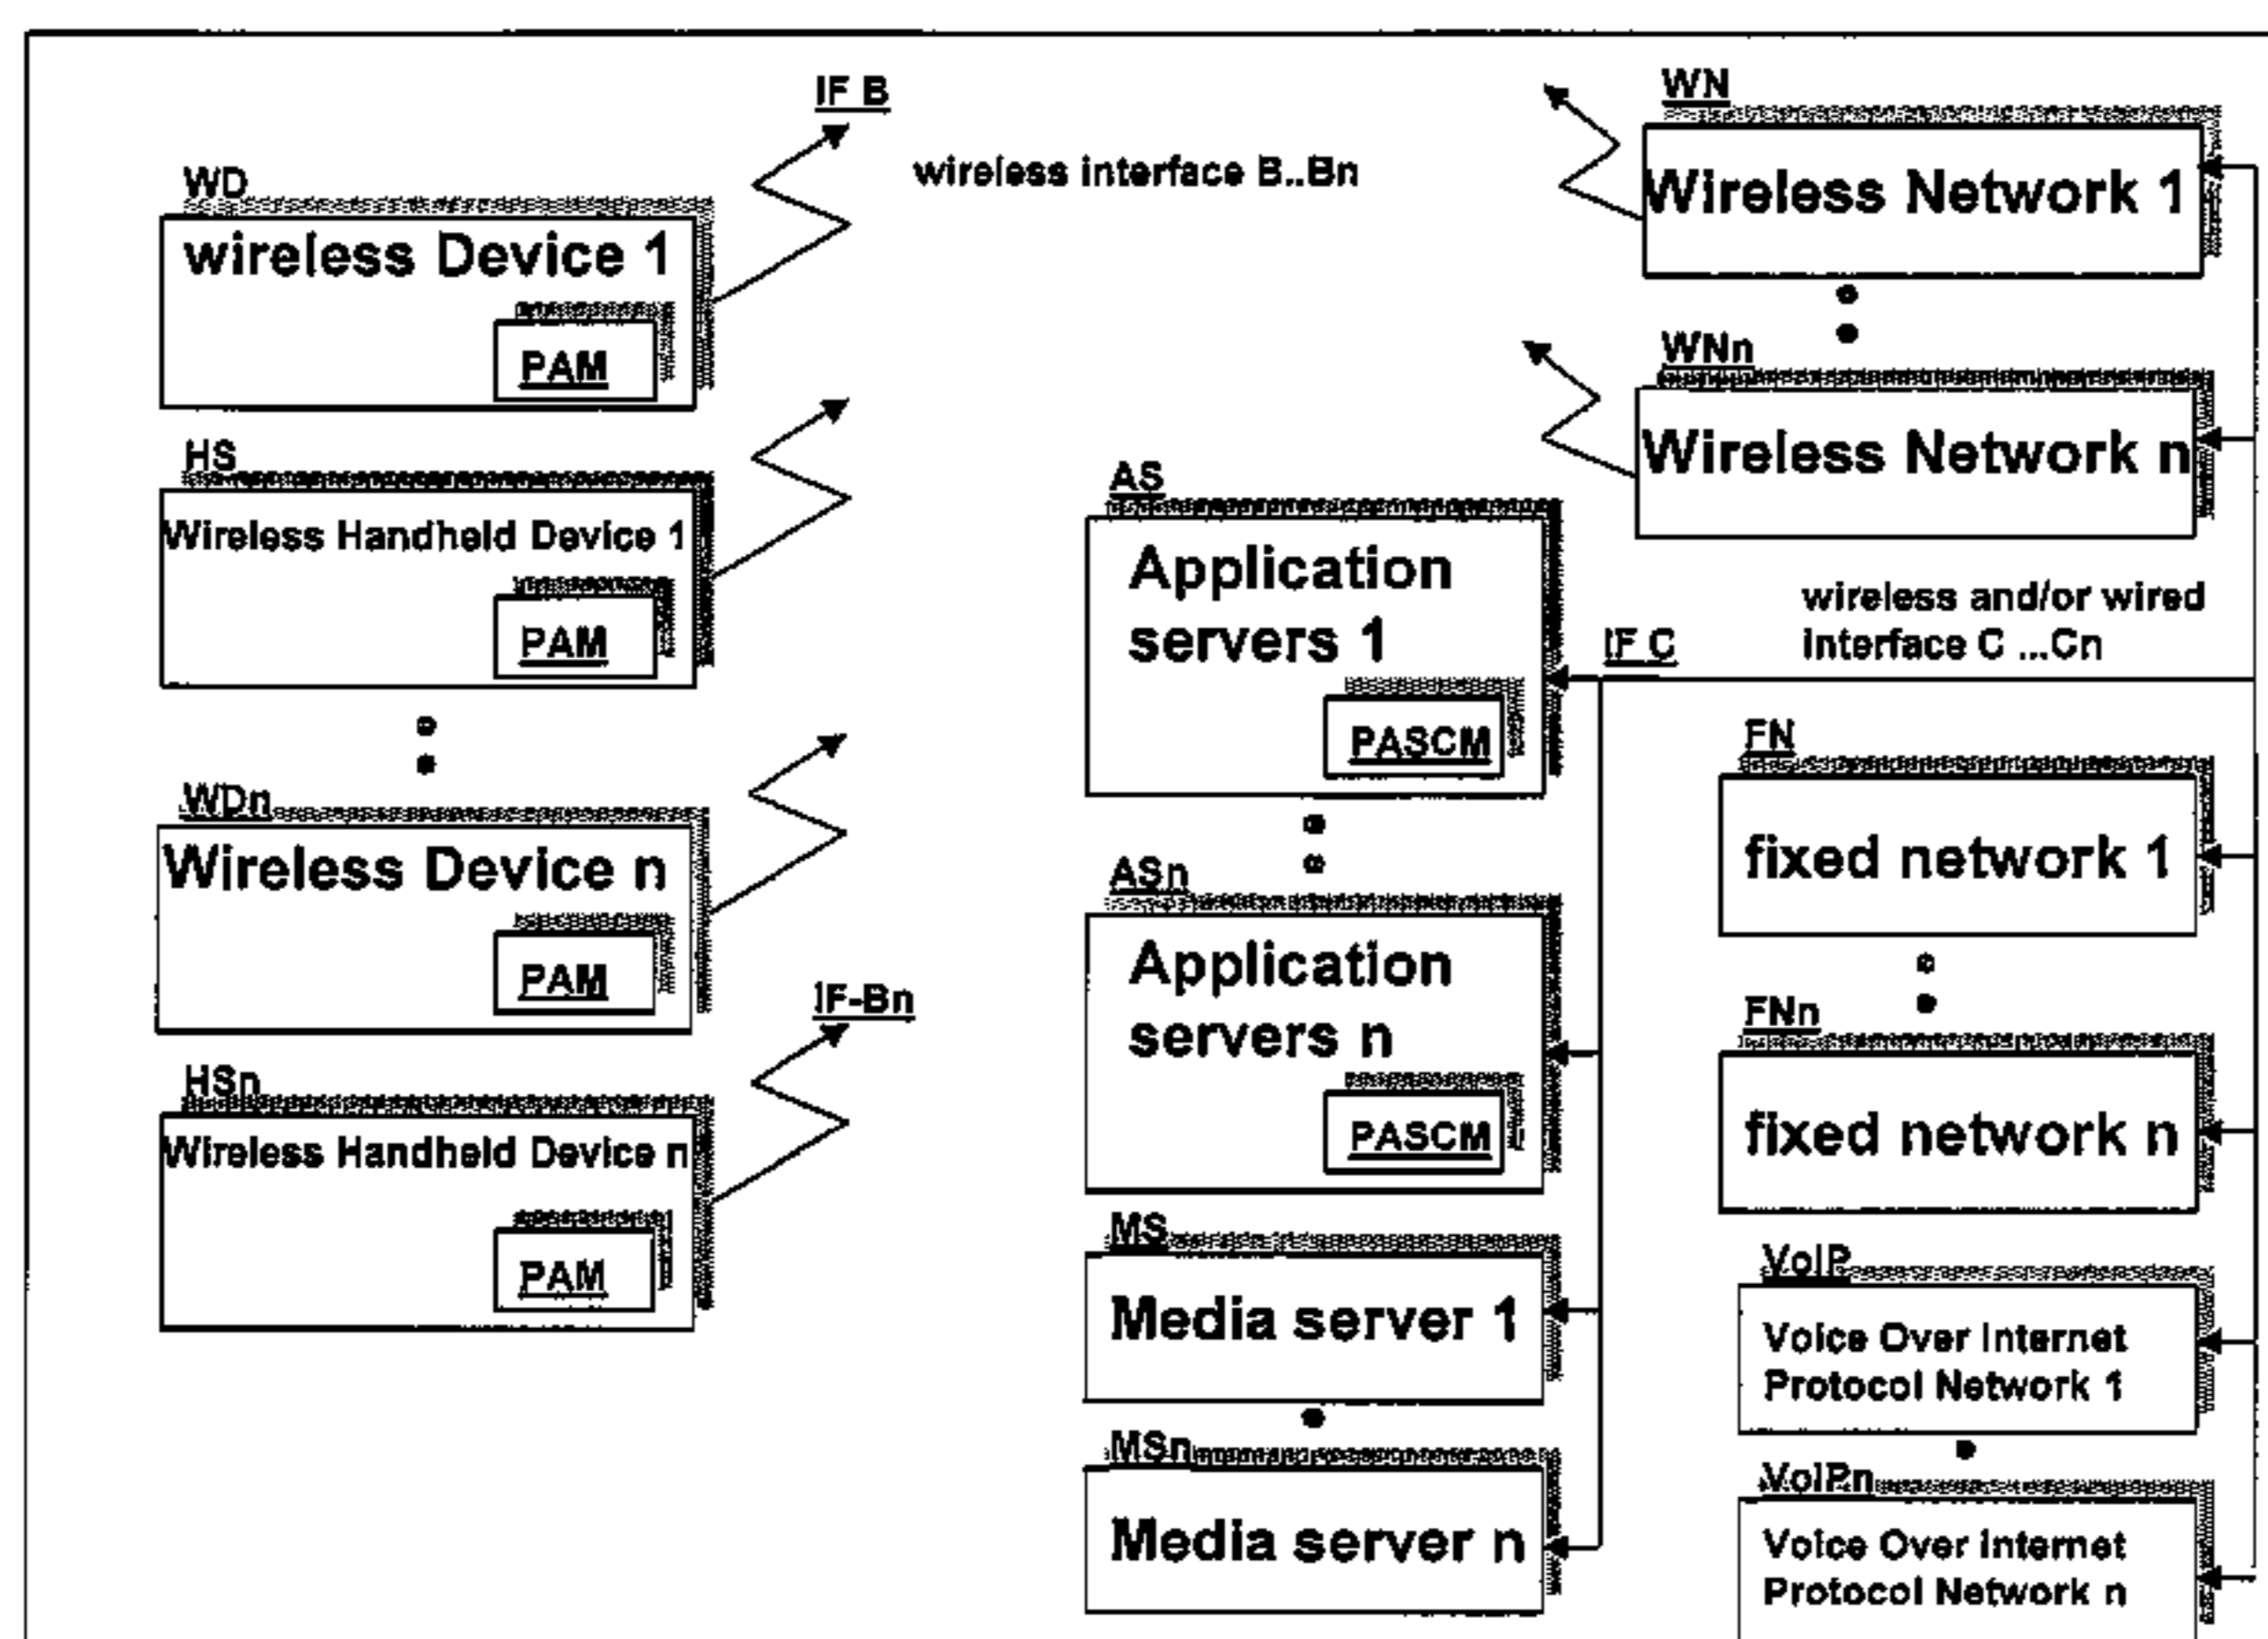 IF B
wireless interface B..Bn
WD
wireless Device 1
PAM
HS
Wireless Handheld Device 1
PAM
WDn
Wireless Device n
PAM
IF-Bn
HSn
Wireless Handheld Device n
PAM
AS
Application
servers 1
PASCM
ASn
Application
servers n
PASCM
MS
Media server 1
MSn
Media server n
WN
Wireless Network 1
WNn
Wireless Network n
wireless and/or wired
interface C ...Cn
IF C
FN
fixed network 1
FNn
fixed network n
VoIP
Voice Over Internet
Protocol Network 1
VoIPn
Voice Over Internet
Protocol Network n